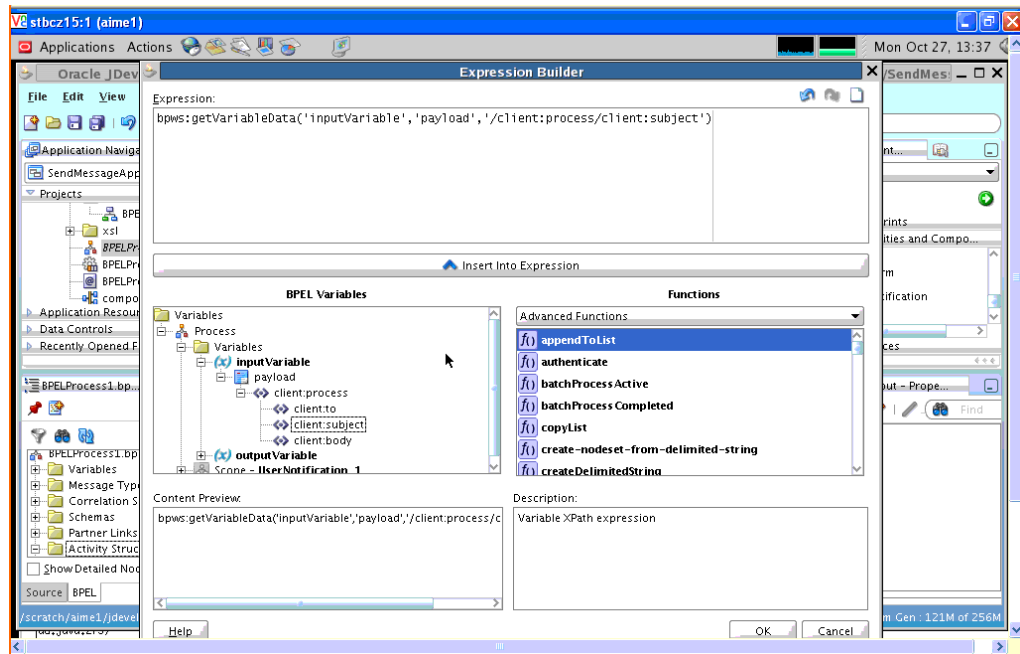 stbcz15:1 (aime1)
Applications Actions Mon Oct 27, 13:37
Oracle JDev Expression Builder /SendMes:
File Edit View
Expression:
bpws:getVariableData('inputVariable','payload','/client:process/client:subject')
Application Naviga
SendMessageApp
Projects
BPE
xsl
BPELPr
BPELPr
BPELPr
compo
Application Resour
Data Controls
Recently Opened F
Insert Into Expression
BPEL Variables
Variables
Process
Variables
inputVariable
payload
client:process
client:to
client:subject
client:body
outputVariable
Scope - UserNotification_1
Functions
Advanced Functions
f() appendToList
f() authenticate
f() batchProcessActive
f() batchProcessCompleted
f() copyList
f() create-nodeset-from-delimited-string
f() createDelimitedString
nt...
rints
ities and Compo...
rm
tification
ces
BPELProcess1.bp...
BPELProcess1.bp
Variables
Message Type
Correlation S
Schemas
Partner Links
Activity Struc
Show Detailed Nod
Source BPEL
Content Preview:
bpws:getVariableData('inputVariable','payload','/client:process/c
Description:
Variable XPath expression
out - Prope...
Find
/scratch/aime1/jdevel
m Gen : 121M of 256M
Help OK Cancel